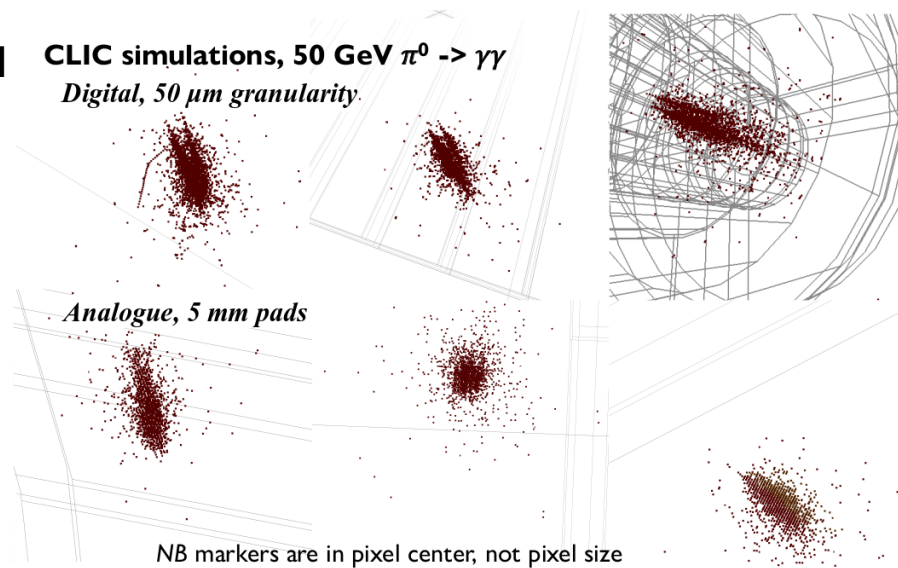 CLIC simulations, 50 GeV π⁰ -> γγ
Digital, 50 μm granularity.
Analogue, 5 mm pads
NB markers are in pixel center, not pixel size